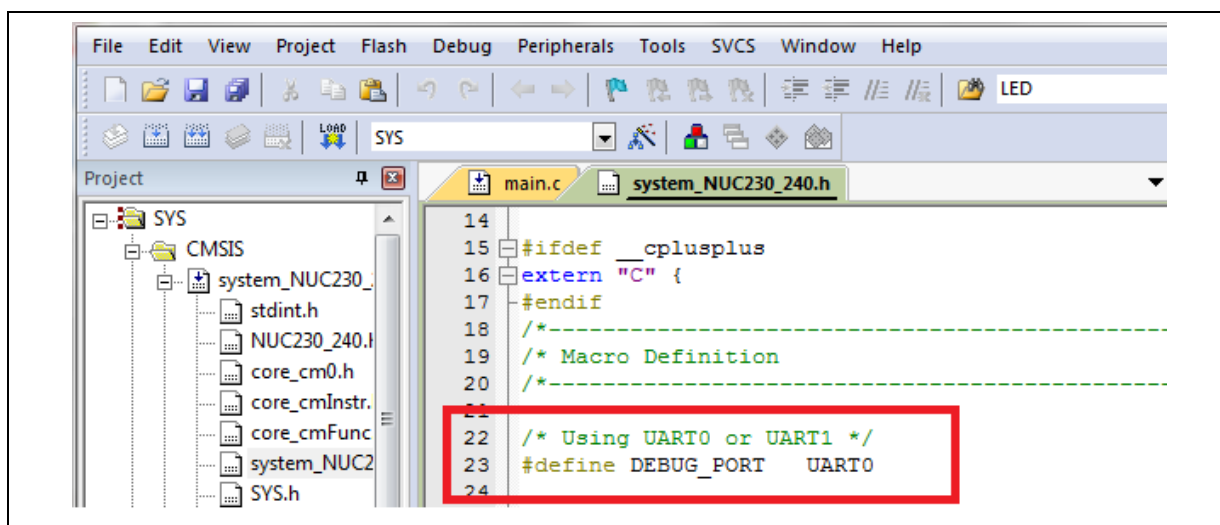 File Edit View Project Flash Debug Peripherals Tools SVCS Window Help
LED
LOAD
SYS
Project
main.c
system_NUC230_240.h
SYS
CMSIS
system_NUC230_
stdint.h
NUC230_240.
core_cm0.h
core_cmInstr.
core_cmFunc
system_NUC2
SYS.h
14
15 #ifdef __cplusplus
16 extern "C" {
17 #endif
18 /*----------------------------------------------
19 /* Macro Definition
20 /*----------------------------------------------
21
22 /* Using UART0 or UART1 */
23 #define DEBUG_PORT   UART0
24